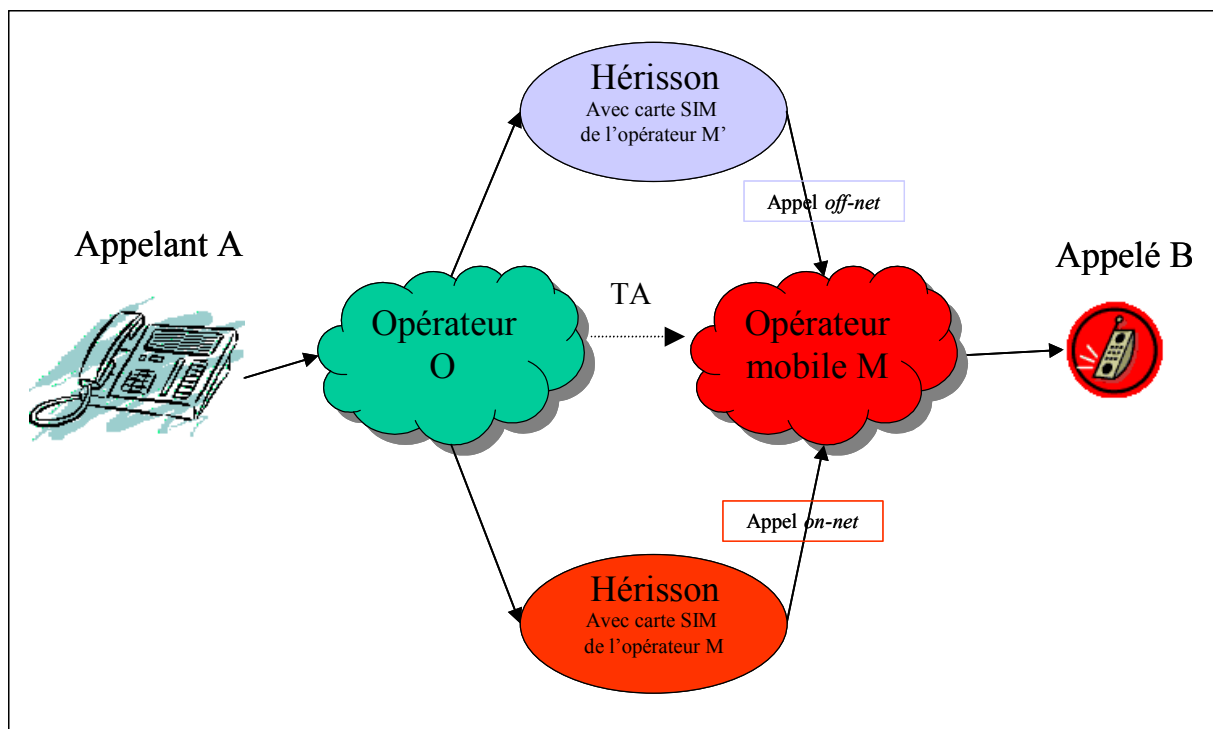 Hérisson
Avec carte SIM
de l'opérateur M'
Appel off-net
Appelant A
Appelé B
TA
Opérateur
O
Opérateur
mobile M
Appel on-net
Hérisson
Avec carte SIM
de l'opérateur M